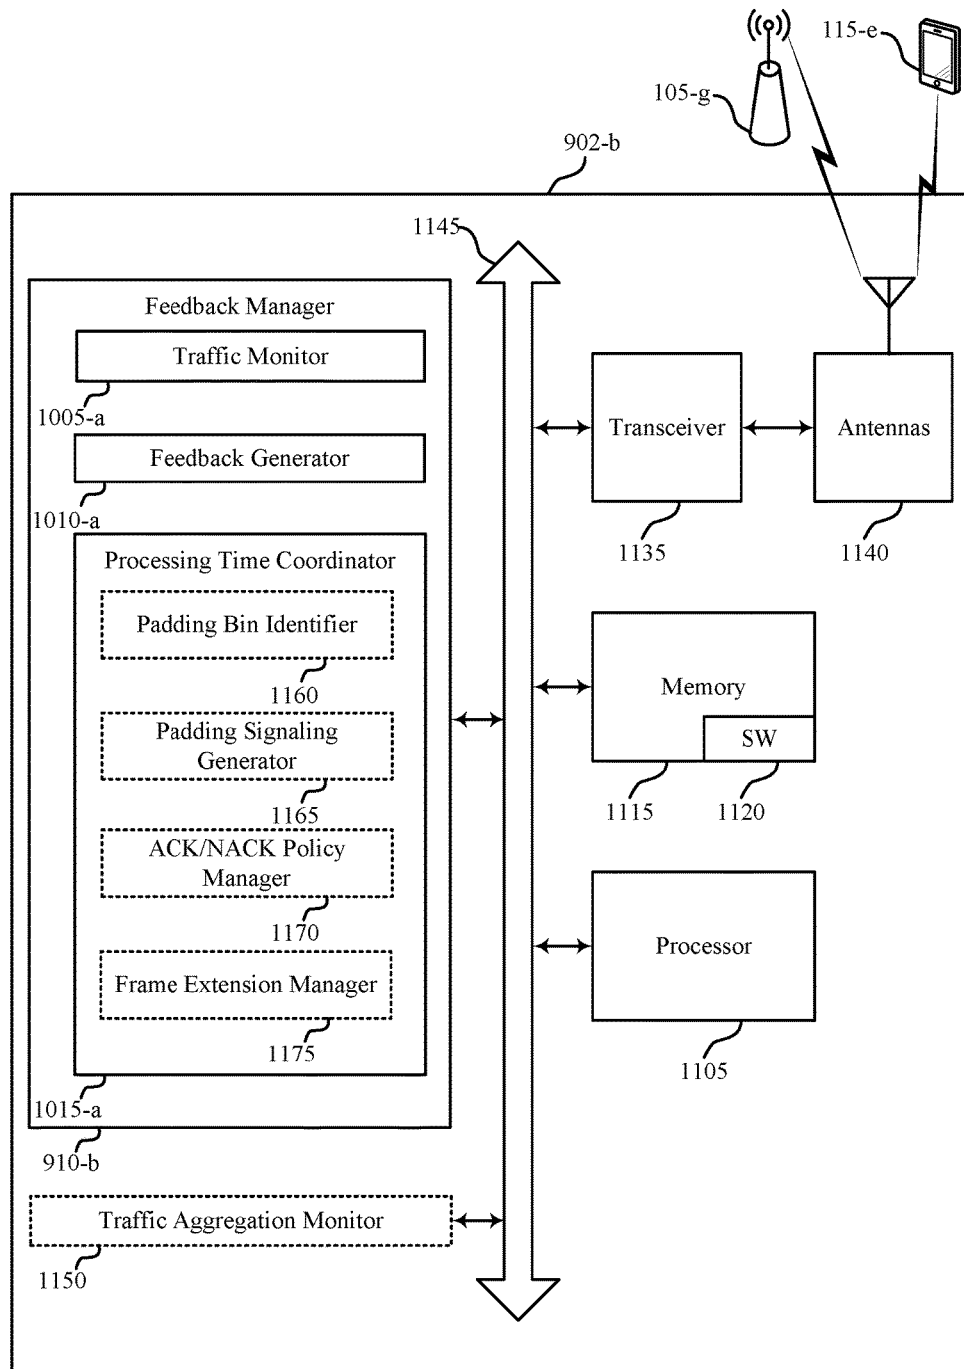 115-e
105-g
902-b
1145
Feedback Manager
Traffic Monitor
1005-a
Feedback Generator
1010-a
Processing Time Coordinator
Padding Bin Identifier
1160
Padding Signaling
Generator
1165
ACK/NACK Policy
Manager
1170
Frame Extension Manager
1175
1015-a
910-b
Traffic Aggregation Monitor
1150
Transceiver
1135
Antennas
1140
Memory
SW
1115
1120
Processor
1105